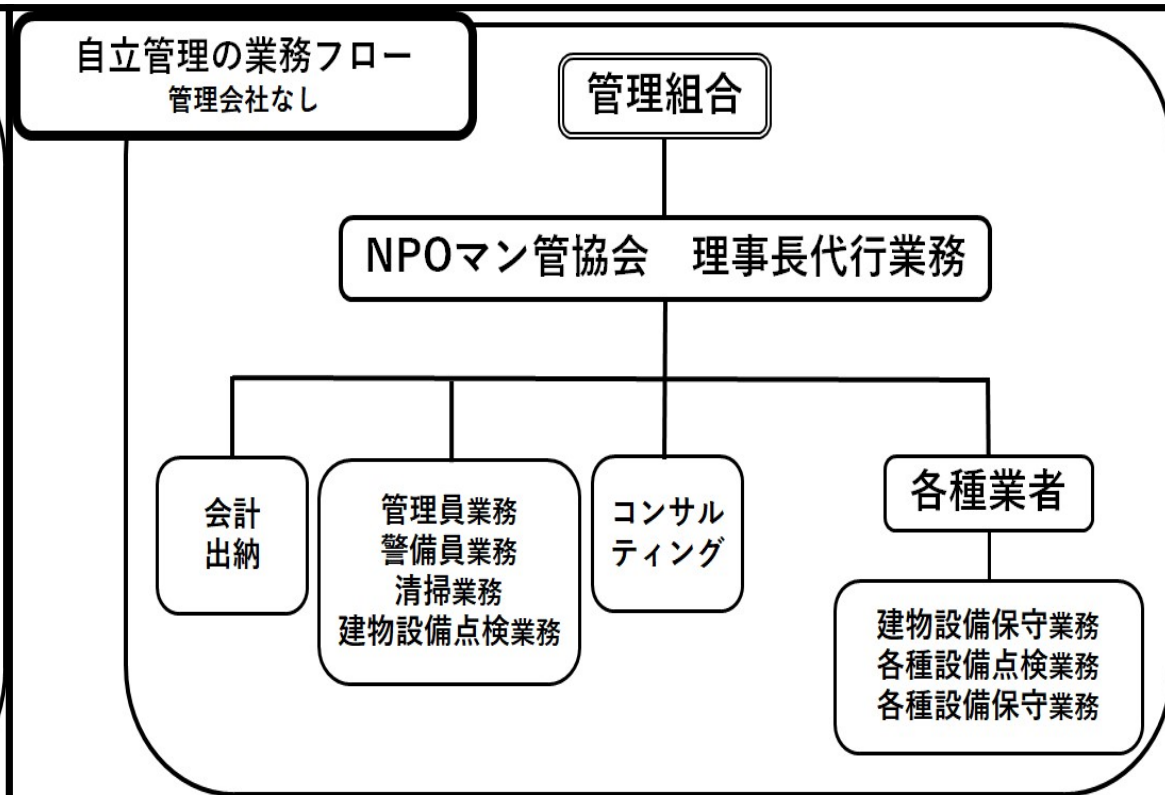 自立管理の業務フロー
管理会社なし
管理組合
NPOマン管協会　理事長代行業務
会計
出納
管理員業務
警備員業務
清掃業務
建物設備点検業務
コンサル
ティング
各種業者
建物設備保守業務
各種設備点検業務
各種設備保守業務